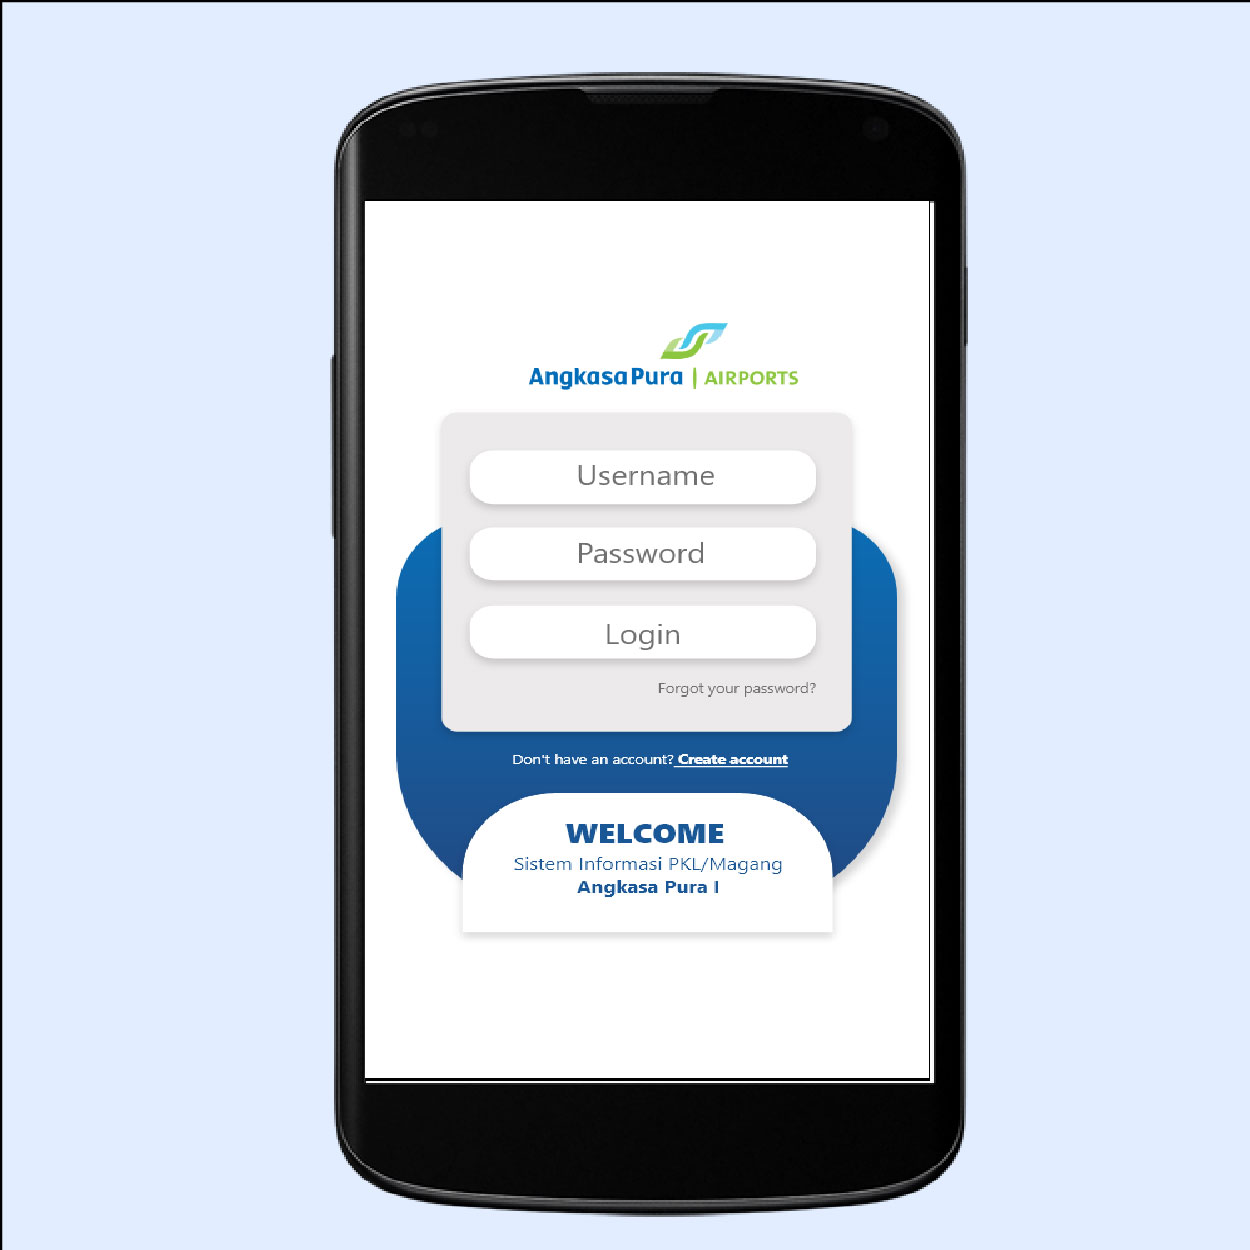 AngkasaPura | AIRPORTS
Username
Password
Login
Forgot your password?
Don't have an account? Create account
WELCOME
Sistem Informasi PKL/Magang
Angkasa Pura I